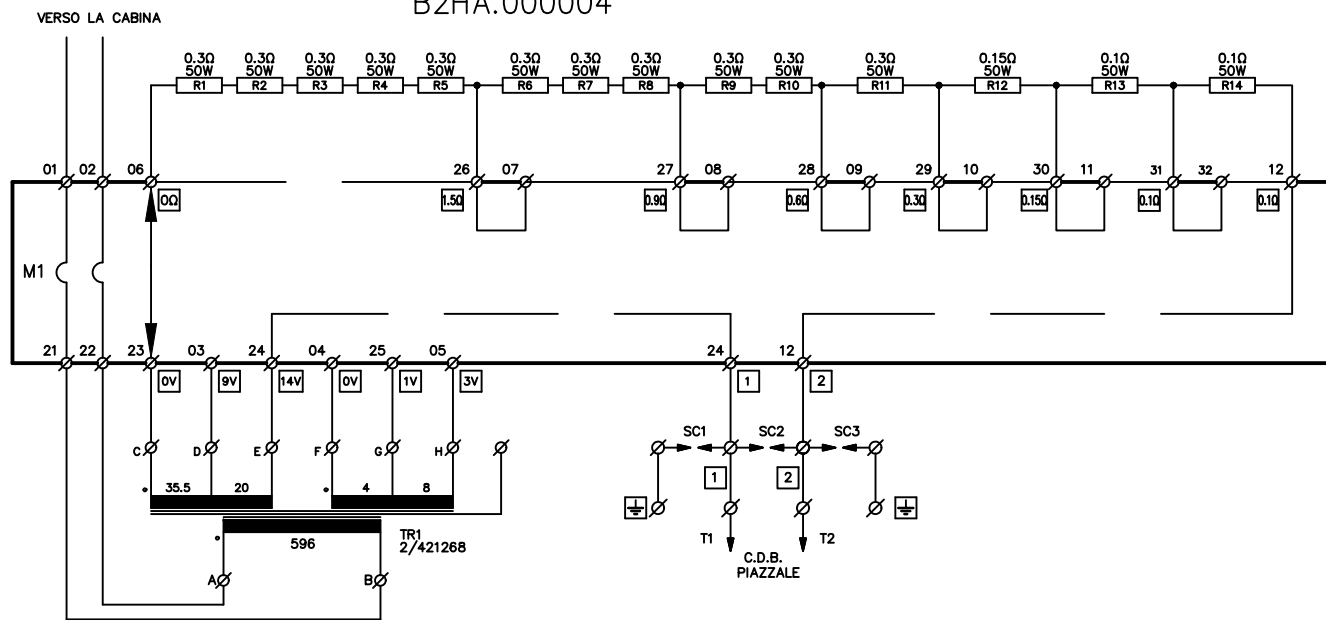 B2HA.000004
VERSO LA CABINA
0.3Ω 0.3Ω 0.3Ω 0.3Ω 0.3Ω 0.3Ω 0.3Ω 0.3Ω 0.3Ω 0.3Ω 0.3Ω 0.15Ω 0.1Ω 0.1Ω
50W 50W 50W 50W 50W 50W 50W 50W 50W 50W 50W 50W 50W 50W
R1 R2 R3 R4 R5 R6 R7 R8 R9 R10 R11 R12 R13 R14
01 02 06 26 07 27 08 28 09 29 10 30 11 31 32 12
0Ω 1.5Ω 0.9Ω 0.6Ω 0.3Ω 0.15Ω 0.1Ω 0.1Ω
M1
21 22 23 03 24 04 25 05 24 12
0V 9V 14V 0V 1V 3V 1 2
SC1 SC2 SC3
C D E F G H
1 2
35.5 20 4 8
TR1
2/421268
596
T1 T2
C.D.B.
PIAZZALE
A B